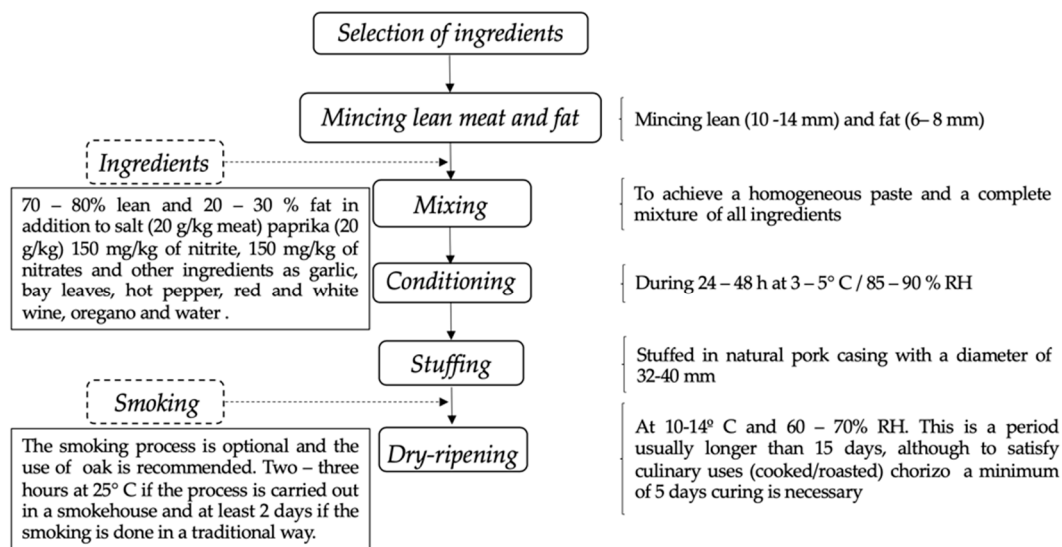 Selection of ingredients
Mincing lean meat and fat
Mincing lean (10 -14 mm) and fat (6– 8 mm)
Ingredients
70 – 80% lean and 20 – 30 % fat in
addition to salt (20 g/kg meat) paprika (20
g/kg) 150 mg/kg of nitrite, 150 mg/kg of
nitrates and other ingredients as garlic,
bay leaves, hot pepper, red and white
wine, oregano and water .
Mixing
To achieve a homogeneous paste and a complete
mixture of all ingredients
Conditioning
During 24 – 48 h at 3 – 5° C / 85 – 90 % RH
Stuffing
Stuffed in natural pork casing with a diameter of
32-40 mm
Smoking
The smoking process is optional and the
use of oak is recommended. Two – three
hours at 25° C if the process is carried out
in a smokehouse and at least 2 days if the
smoking is done in a traditional way.
Dry-ripening
At 10-14º C and 60 – 70% RH. This is a period
usually longer than 15 days, although to satisfy
culinary uses (cooked/roasted) chorizo a minimum
of 5 days curing is necessary